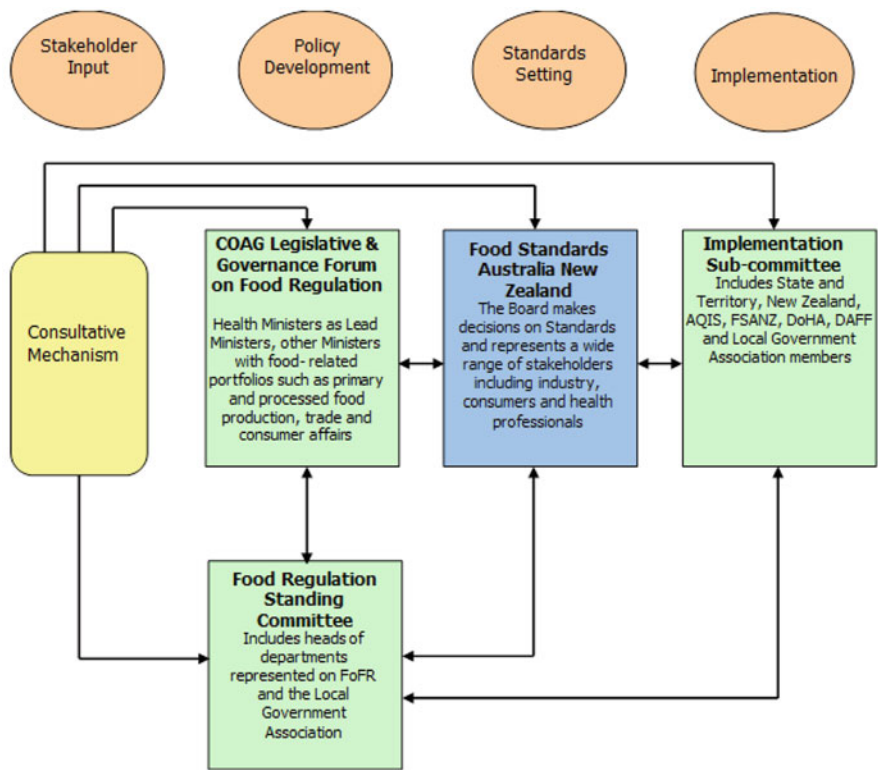 Stakeholder
Input
Policy
Development
Standards
Setting
Implementation
Consultative
Mechanism
COAG Legislative &
Governance Forum
on Food Regulation
Health Ministers as Lead
Ministers, other Ministers
with food- related
portfolios such as primary
and processed food
production, trade and
consumer affairs
Food Standards
Australia New
Zealand
The Board makes
decisions on Standards
and represents a wide
range of stakeholders
including industry,
consumers and health
professionals
Implementation
Sub-committee
Includes State and
Territory, New Zealand,
AQIS, FSANZ, DoHA, DAFF
and Local Government
Association members
Food Regulation
Standing
Committee
Includes heads of
departments
represented on FoFR
and the Local
Government
Association